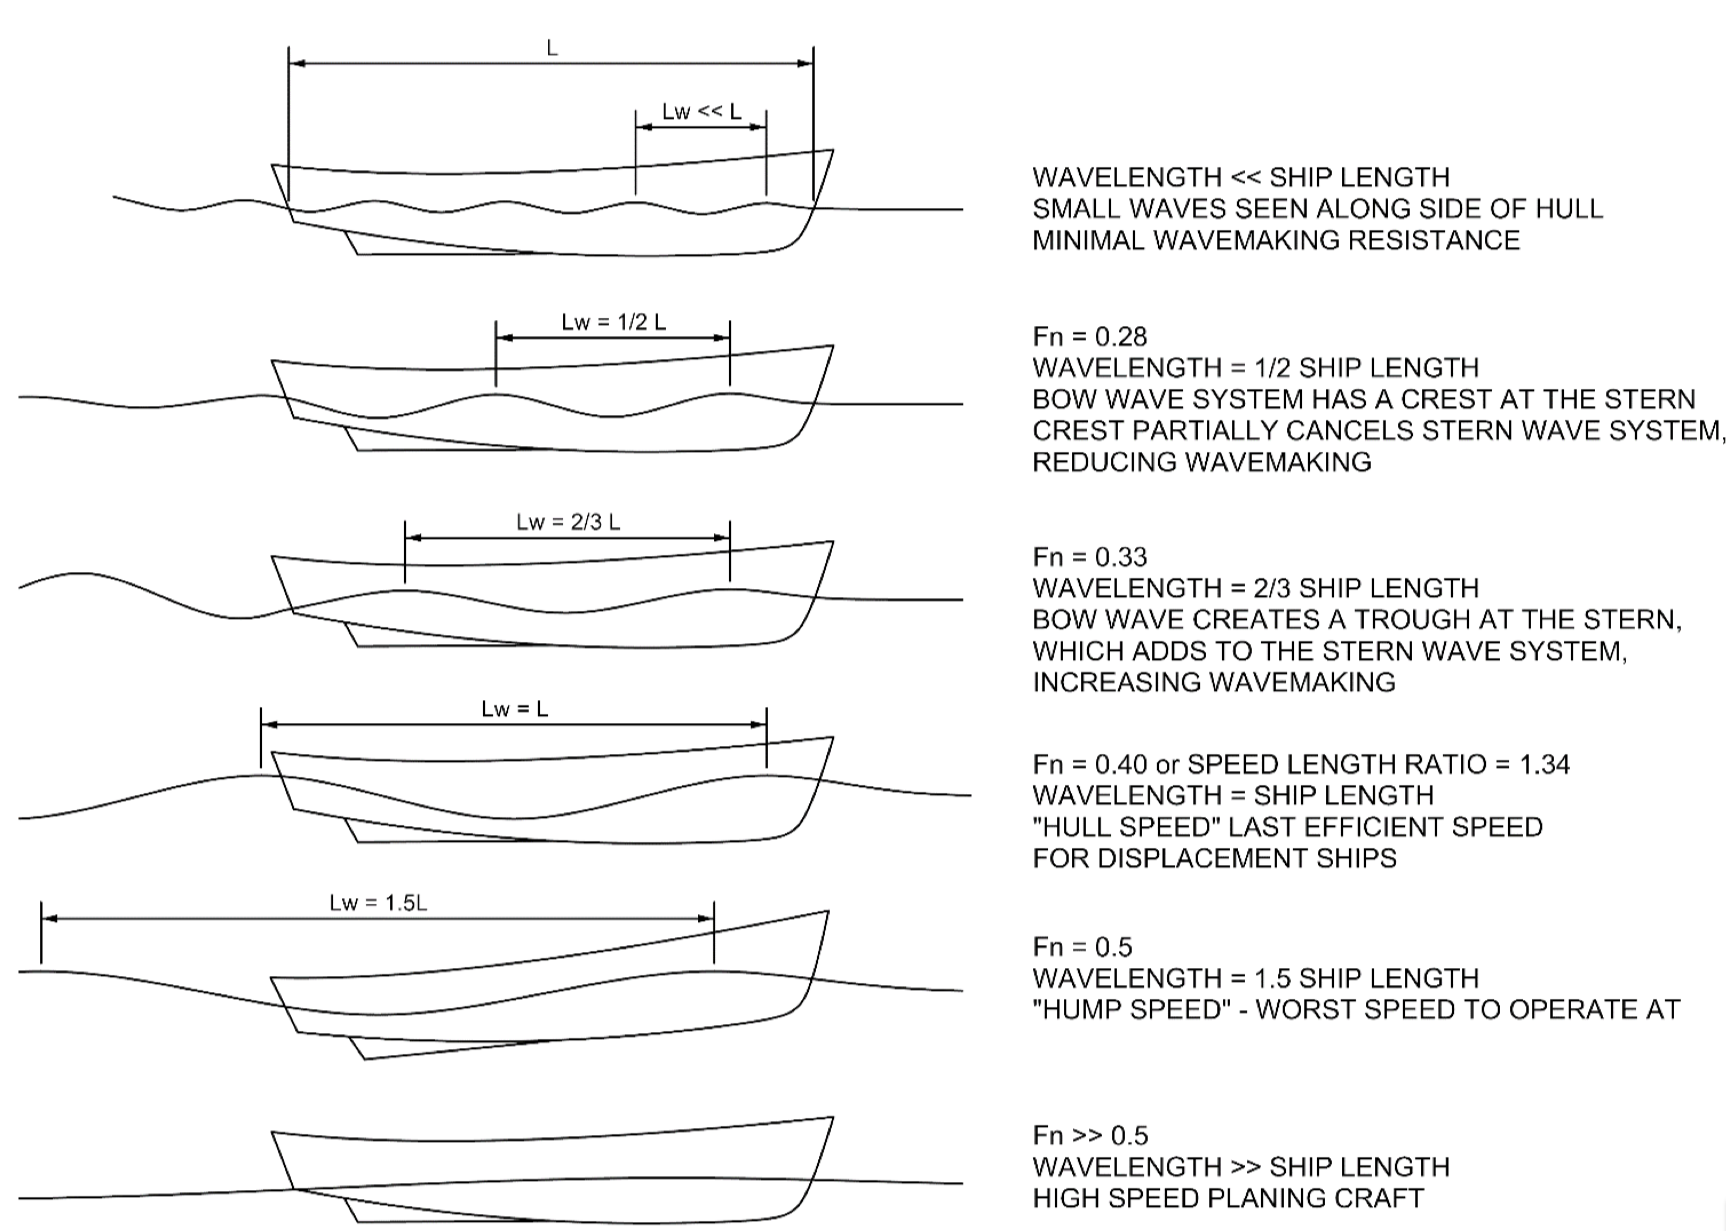 L
Lw << L
WAVELENGTH << SHIP LENGTH
SMALL WAVES SEEN ALONG SIDE OF HULL
MINIMAL WAVEMAKING RESISTANCE
Lw = 1/2 L
Fn = 0.28
WAVELENGTH = 1/2 SHIP LENGTH
BOW WAVE SYSTEM HAS A CREST AT THE STERN
CREST PARTIALLY CANCELS STERN WAVE SYSTEM,
REDUCING WAVEMAKING
Lw = 2/3 L
Fn = 0.33
WAVELENGTH = 2/3 SHIP LENGTH
BOW WAVE CREATES A TROUGH AT THE STERN,
WHICH ADDS TO THE STERN WAVE SYSTEM,
INCREASING WAVEMAKING
Lw = L
Fn = 0.40 or SPEED LENGTH RATIO = 1.34
WAVELENGTH = SHIP LENGTH
"HULL SPEED" LAST EFFICIENT SPEED
FOR DISPLACEMENT SHIPS
Lw = 1.5L
Fn = 0.5
WAVELENGTH = 1.5 SHIP LENGTH
"HUMP SPEED" - WORST SPEED TO OPERATE AT
Fn >> 0.5
WAVELENGTH >> SHIP LENGTH
HIGH SPEED PLANING CRAFT